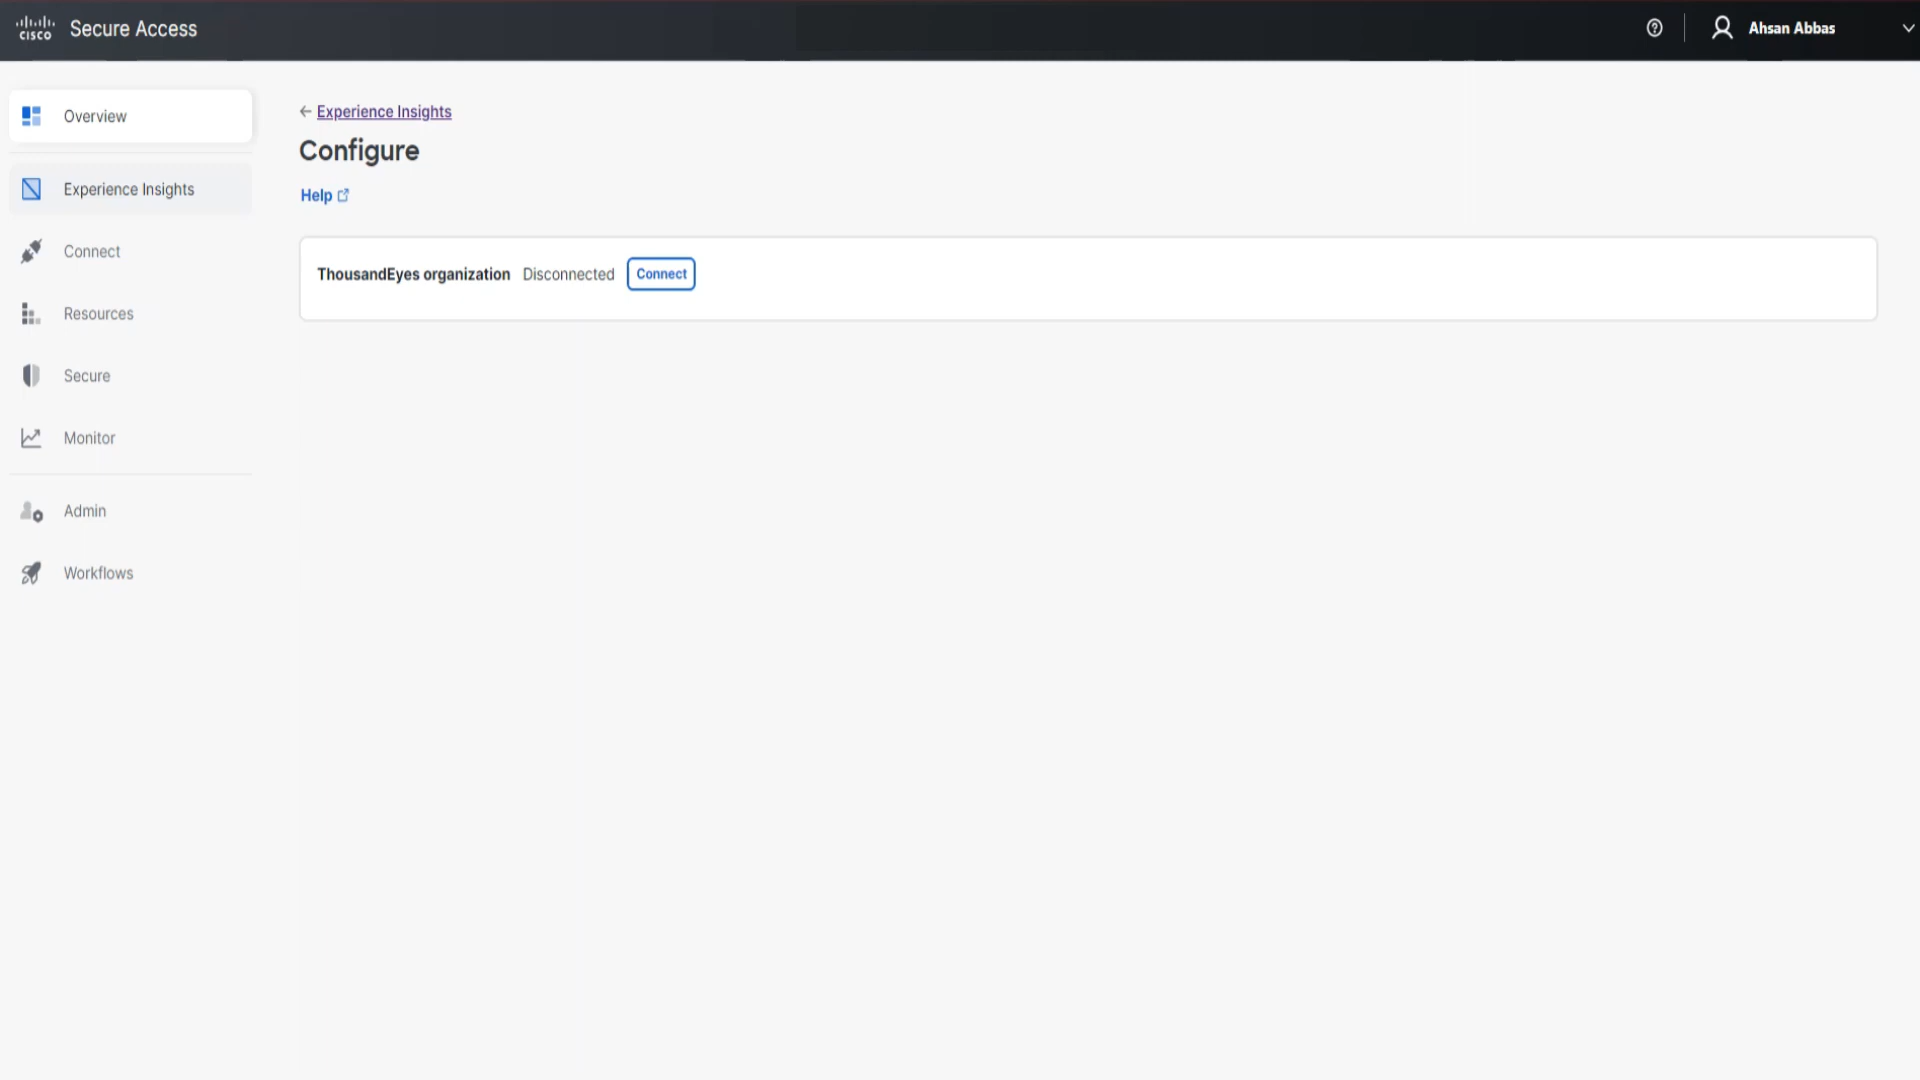 cisco Secure Access
Ahsan Abbas
Overview
Experience Insights
Connect
Resources
Secure
Monitor
Admin
Workflows
← Experience Insights
Configure
Help
ThousandEyes organization Disconnected Connect